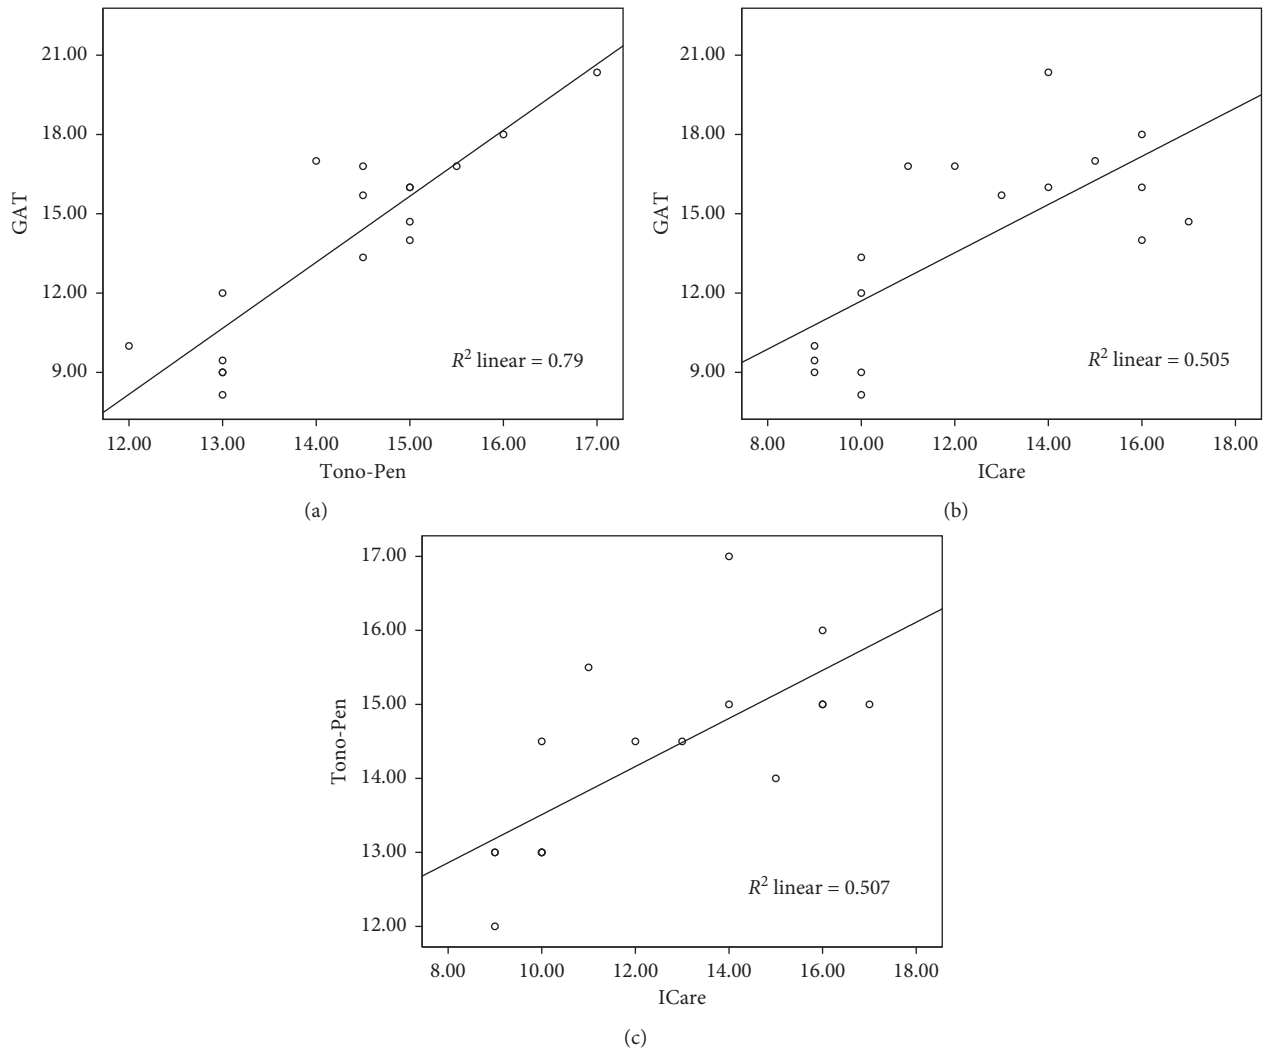 21.00
18.00
15.00
12.00
9.00
GAT
R² linear = 0.79
12.00 13.00 14.00 15.00 16.00 17.00
Tono-Pen
(a)
21.00
18.00
15.00
12.00
9.00
GAT
R² linear = 0.505
8.00 10.00 12.00 14.00 16.00 18.00
ICare
(b)
17.00
16.00
15.00
14.00
13.00
12.00
Tono-Pen
R² linear = 0.507
8.00 10.00 12.00 14.00 16.00 18.00
ICare
(c)